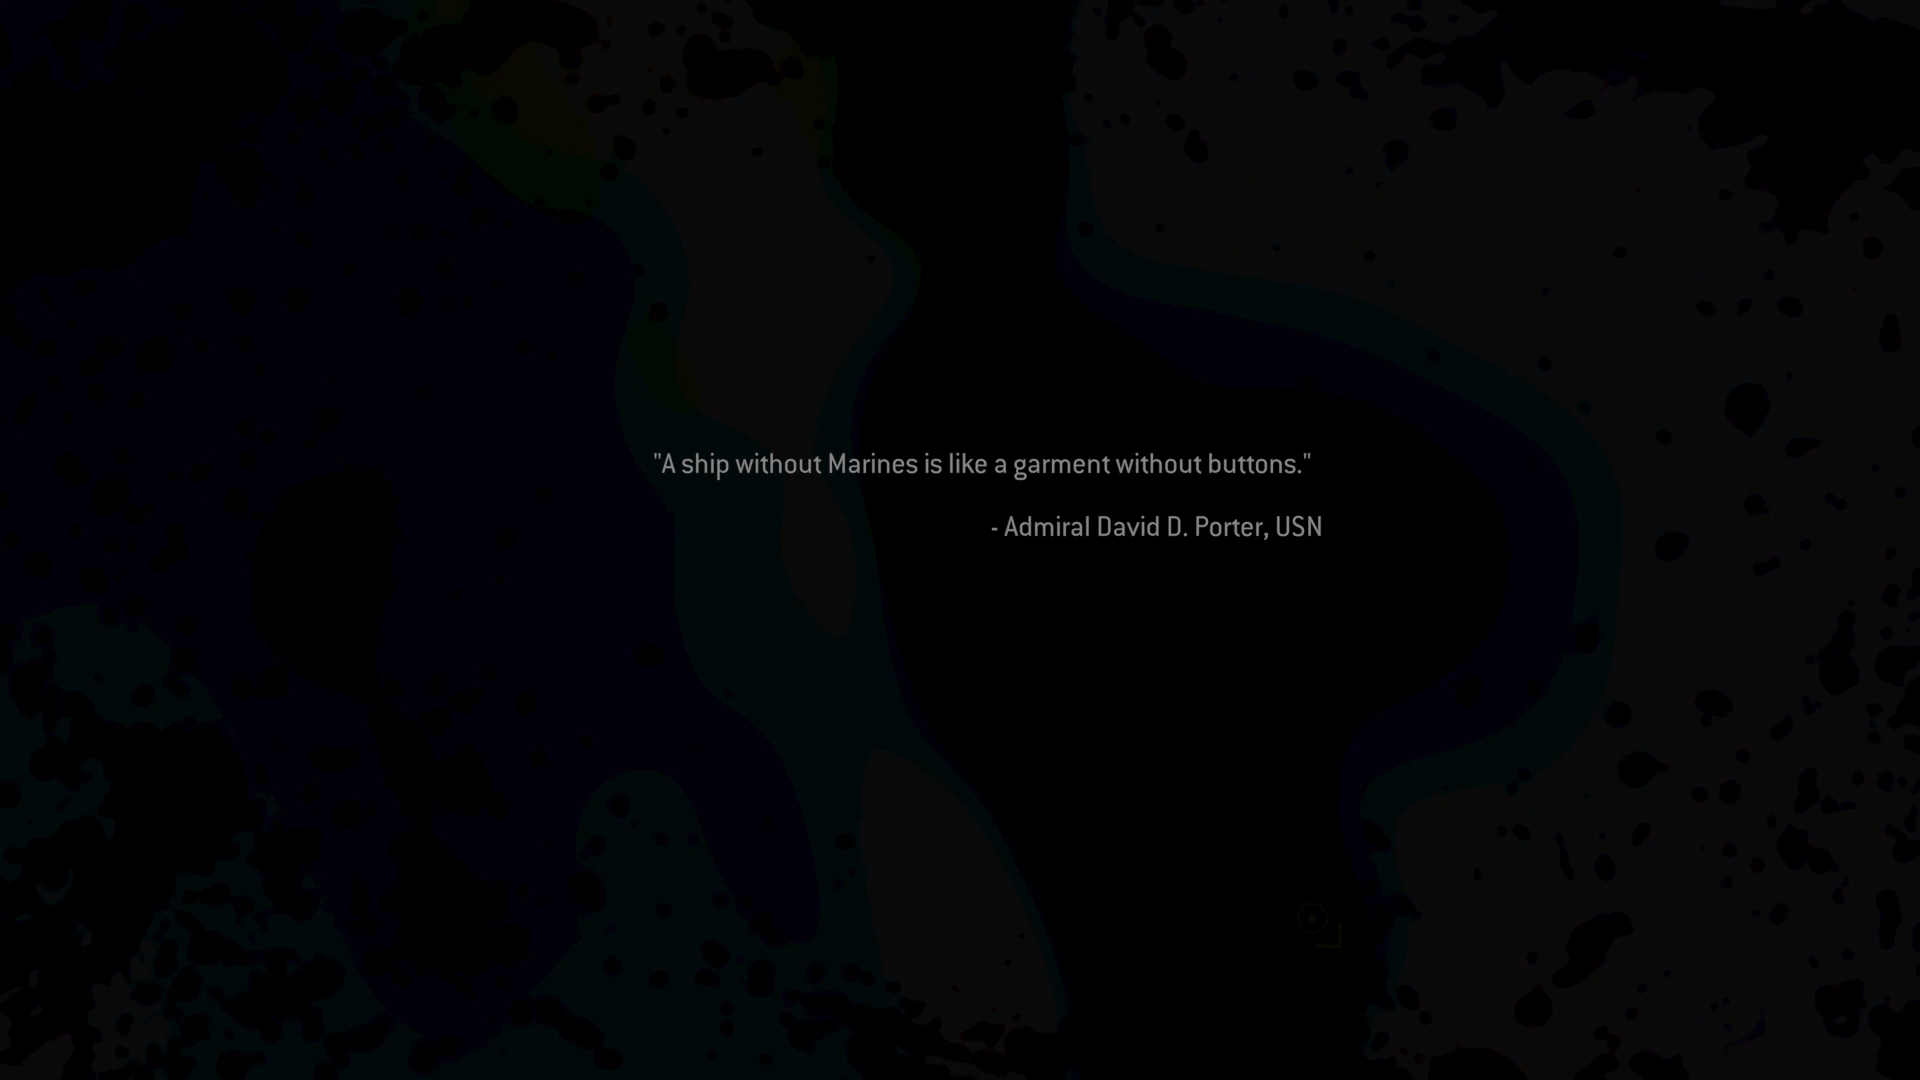 "A ship without Marines is like a garment without buttons."
- Admiral David D. Porter, USN